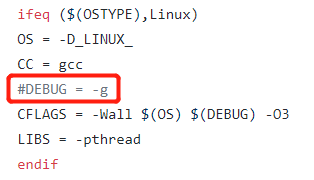 ifeq ($(OSTYPE),Linux)
OS = -D_LINUX_
CC = gcc
#DEBUG = -g
CFLAGS = -Wall $(OS) $(DEBUG) -O3
LIBS = -pthread
endif